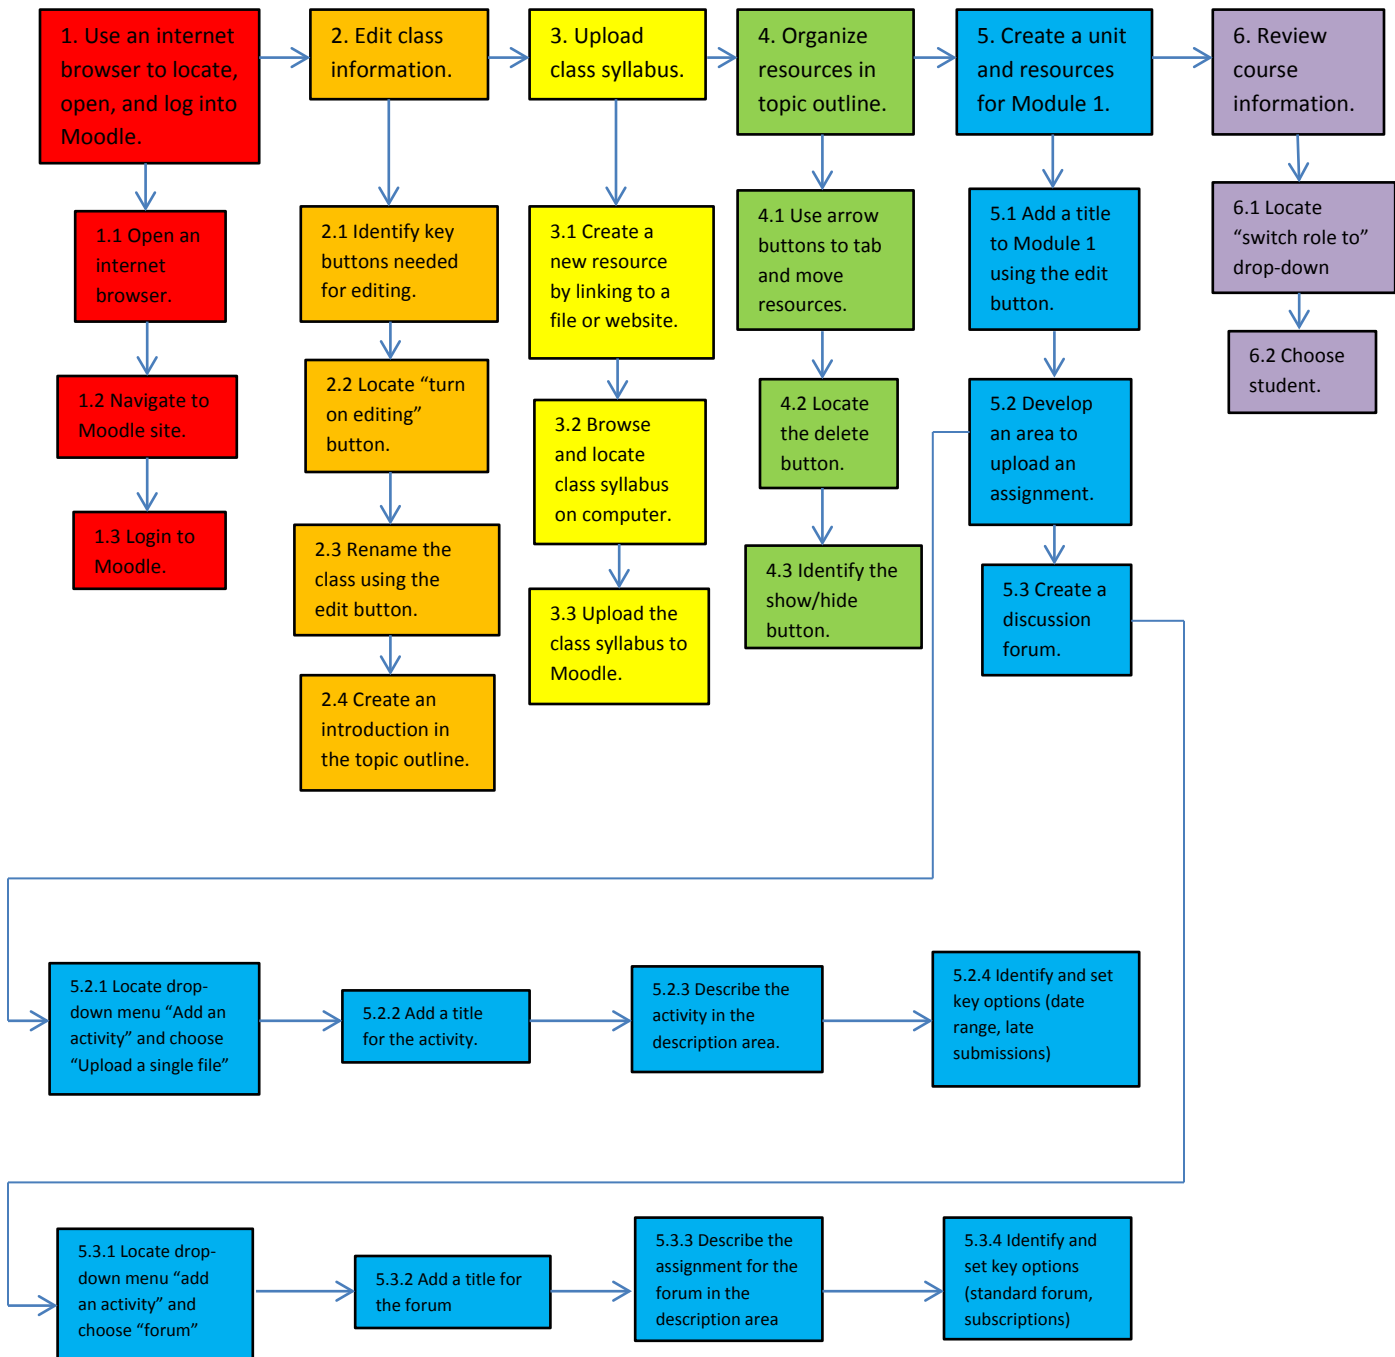 1. Use an internet
browser to locate,
open, and log into
Moodle.
2. Edit class
information.
3. Upload
class syllabus.
4. Organize
resources in
topic outline.
5. Create a unit
and resources
for Module 1.
6. Review
course
information.
1.1 Open an
internet
browser.
1.2 Navigate to
Moodle site.
1.3 Login to
Moodle.
2.1 Identify key
buttons needed
for editing.
2.2 Locate “turn
on editing”
button.
2.3 Rename the
class using the
edit button.
2.4 Create an
introduction in
the topic outline.
3.1 Create a
new resource
by linking to a
file or website.
3.2 Browse
and locate
class syllabus
on computer.
3.3 Upload the
class syllabus to
Moodle.
4.1 Use arrow
buttons to tab
and move
resources.
4.2 Locate
the delete
button.
4.3 Identify the
show/hide
button.
5.1 Add a title
to Module 1
using the edit
button.
5.2 Develop
an area to
upload an
assignment.
5.3 Create a
discussion
forum.
6.1 Locate
“switch role to”
drop-down
6.2 Choose
student.
5.2.1 Locate drop-
down menu “Add an
activity” and choose
“Upload a single file”
5.2.2 Add a title
for the activity.
5.2.3 Describe the
activity in the
description area.
5.2.4 Identify and set
key options (date
range, late
submissions)
5.3.1 Locate drop-
down menu “add
an activity” and
choose “forum”
5.3.2 Add a title for
the forum
5.3.3 Describe the
assignment for the
forum in the
description area
5.3.4 Identify and
set key options
(standard forum,
subscriptions)